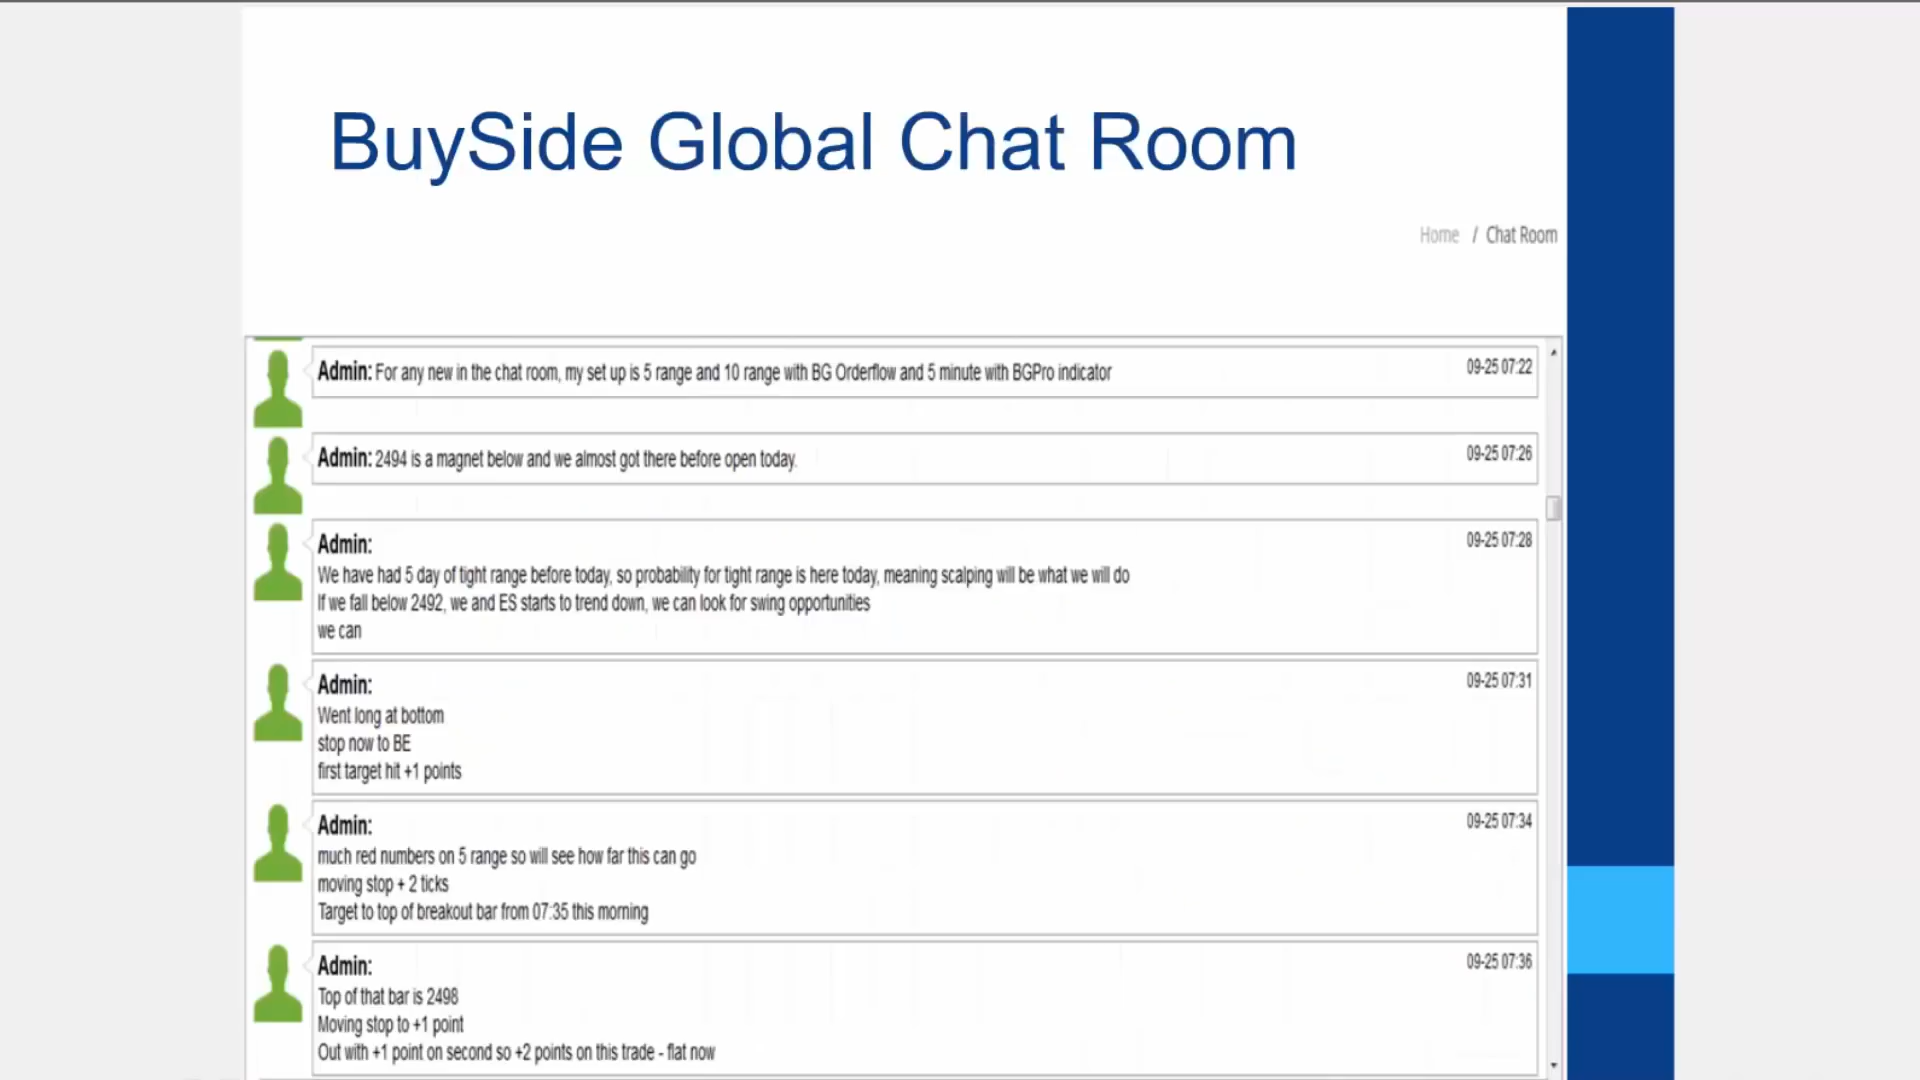 BuySide Global Chat Room
Home / Chat Room
Admin: For any new in the chat room, my set up is 5 range and 10 range with BG Orderflow and 5 minute with BGPro indicator
09-25 07:22
Admin: 2494 is a magnet below and we almost got there before open today.
09-25 07:26
Admin:
09-25 07:28
We have had 5 day of tight range before today, so probability for tight range is here today, meaning scalping will be what we will do
If we fall below 2492, we and ES starts to trend down, we can look for swing opportunities
we can
Admin:
09-25 07:31
Went long at bottom
stop now to BE
first target hit +1 points
Admin:
09-25 07:34
much red numbers on 5 range so will see how far this can go
moving stop + 2 ticks
Target to top of breakout bar from 07:35 this morning
Admin:
09-25 07:36
Top of that bar is 2498
Moving stop to +1 point
Out with +1 point on second so +2 points on this trade - flat now